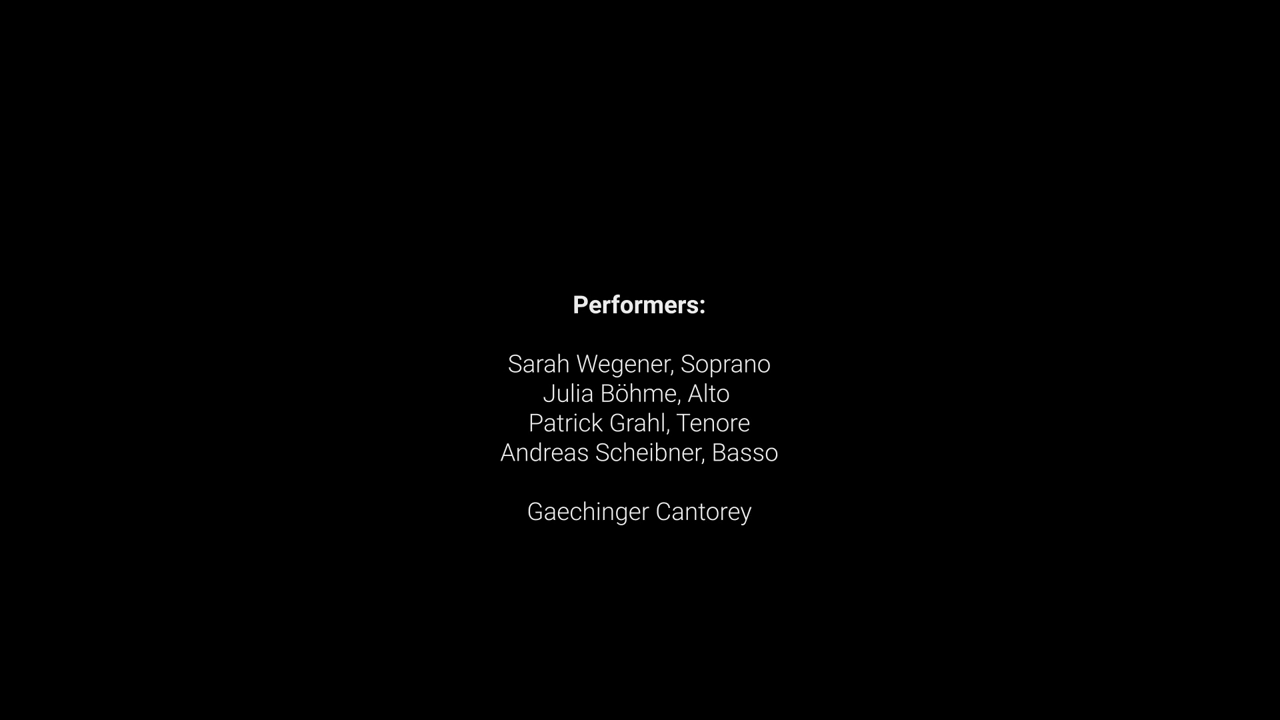 Performers:
Sarah Wegener, Soprano
Julia Böhme, Alto
Patrick Grahl, Tenore
Andreas Scheibner, Basso
Gaechinger Cantorey